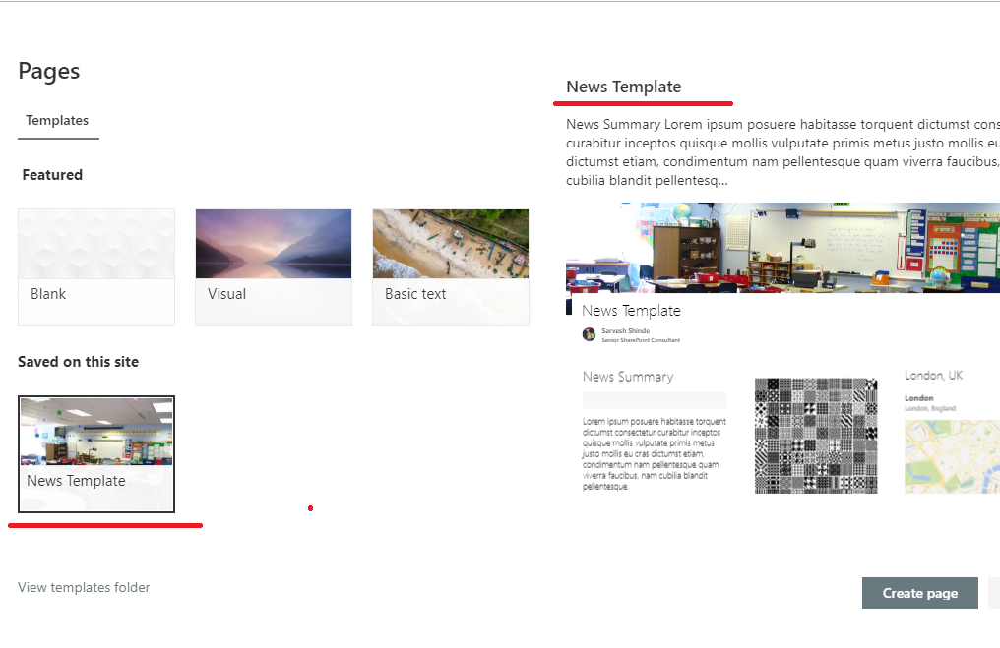 Pages
Templates
Featured
Blank
Visual
Basic text
Saved on this site
News Template
View templates folder
News Template
News Summary Lorem ipsum posuere habitasse torquent dictumst cons
curabitur inceptos quisque mollis vulputate primis metus justo mollis eu
dictumst etiam, condimentum nam pellentesque quam viverra faucibus,
cubilia blandit pellentesq...
News Template
Sarvesh Shinde
Senior SharePoint Consultant
News Summary
Lorem ipsum posuere habitasse torquent
dictumst consectetur curabitur inceptos
quisque mollis vulputate primis metus
justo mollis eu cras dictumst etiam,
condimentum nam pellentesque quam
viverra faucibus, nam cubilia blandit
pellentesque.
London, UK
London
London, England
Create page